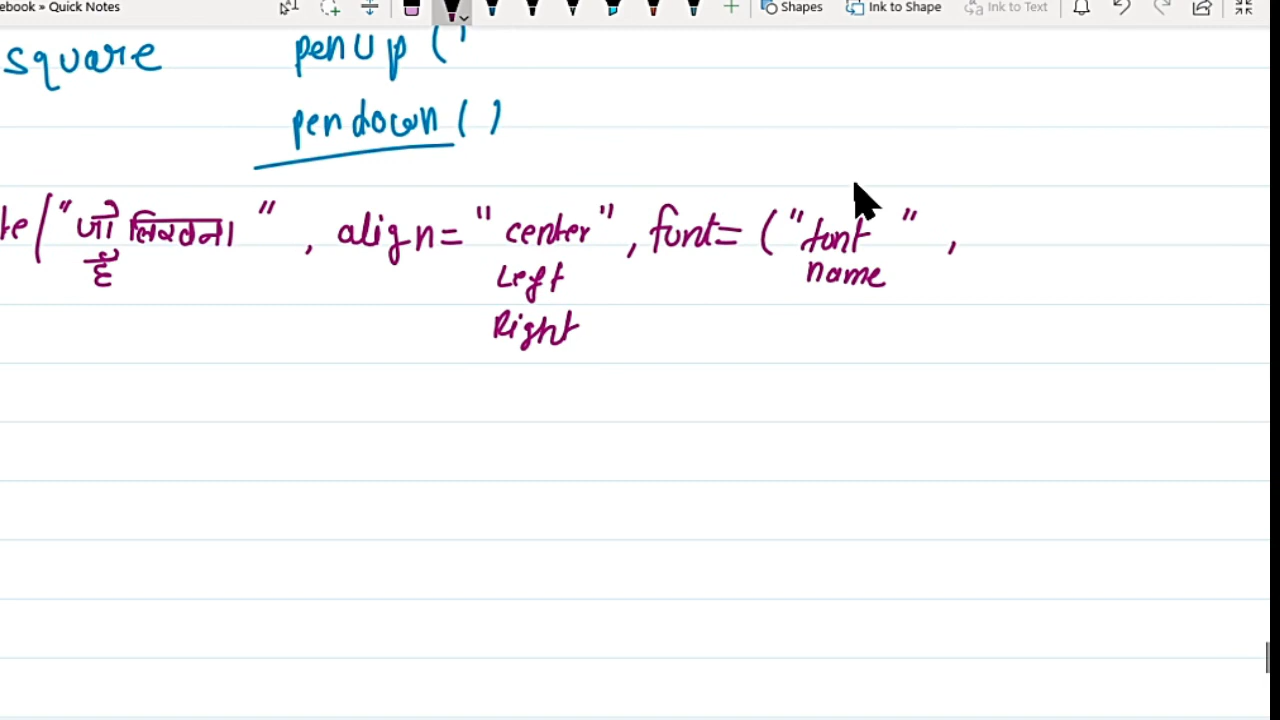 ebook » Quick Notes Shapes Ink to Shape Ink to Text
square penup ('
pendown ( )
te ( "जो लिखना " , align = " center " , font = ( " font " ,
है Left name
Right